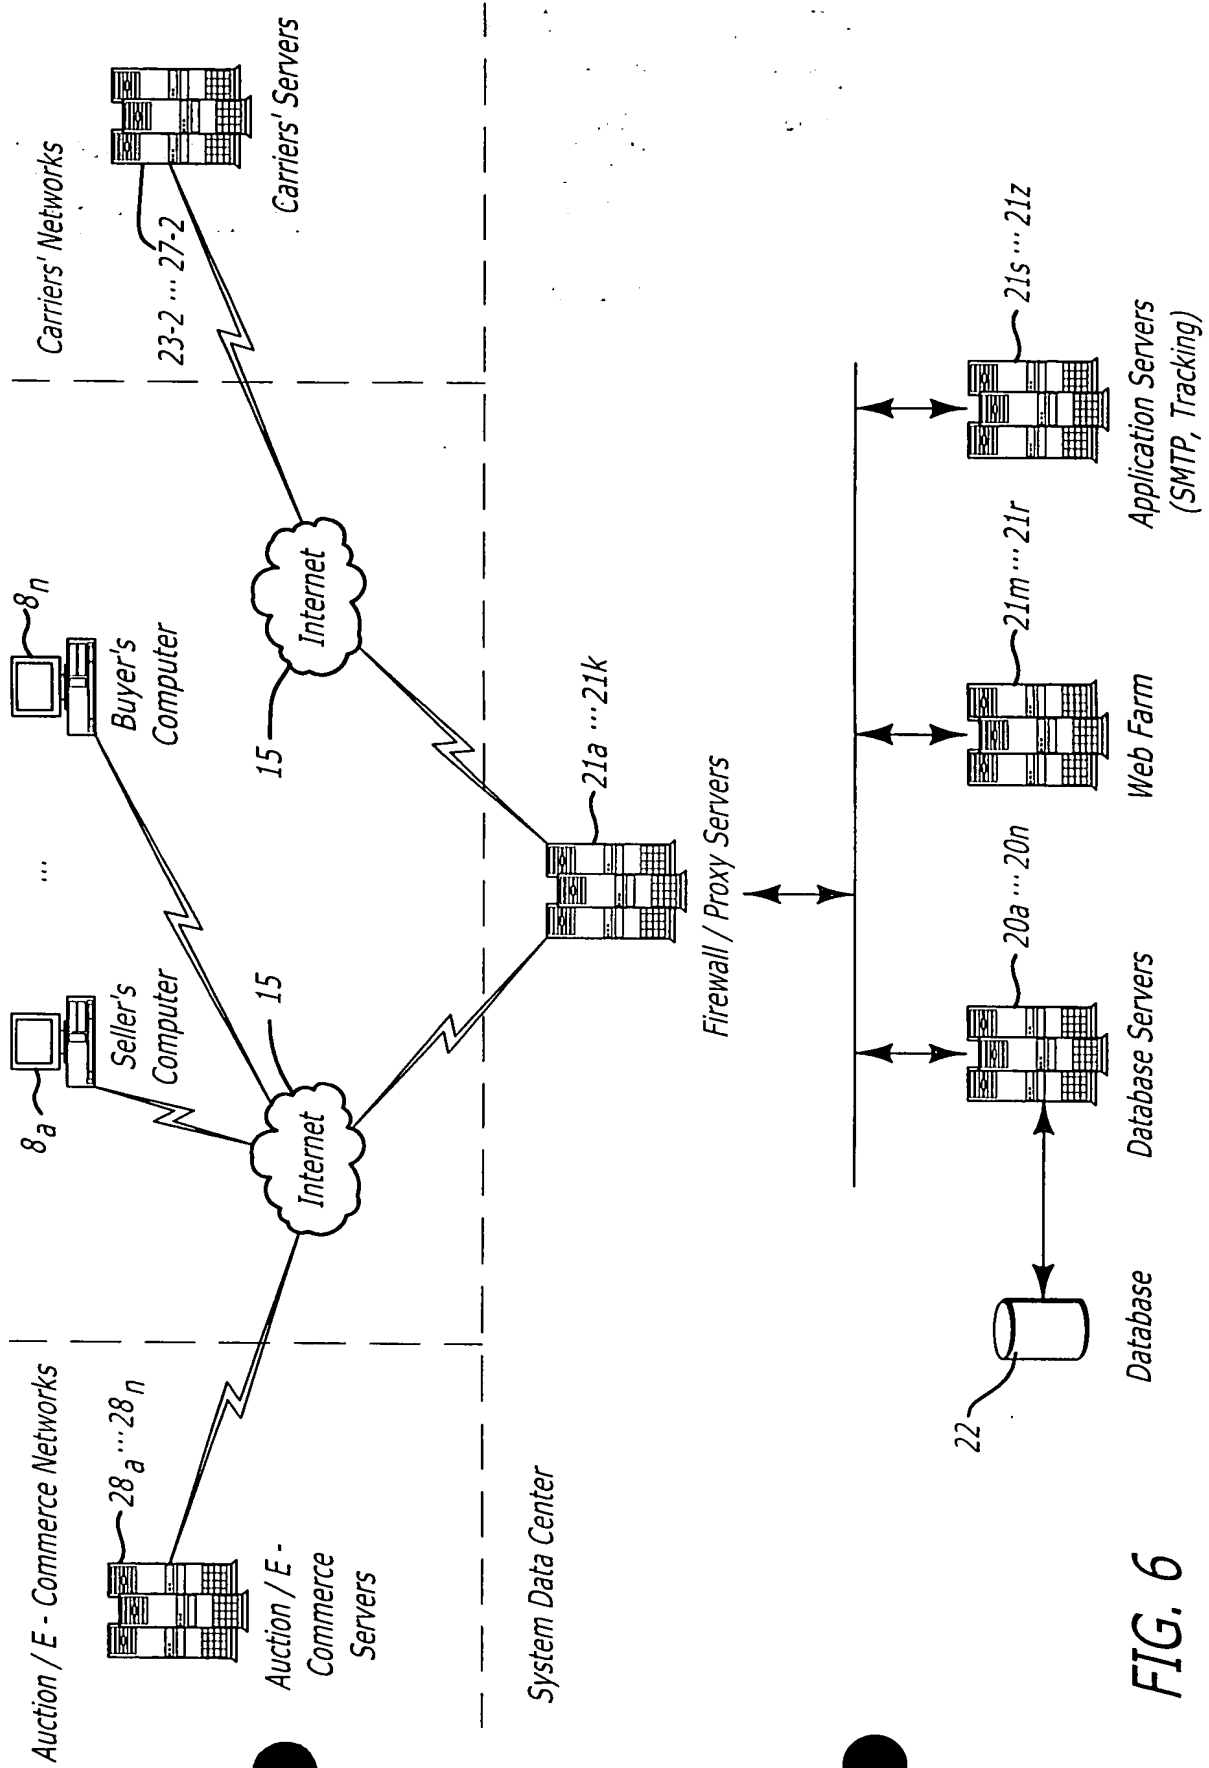 Auction / E - Commerce Networks
Carriers' Networks
8a
Seller's
Computer
...
8n
Buyer's
Computer
28a ... 28n
Auction / E -
Commerce
Servers
Internet
15
15
Internet
23-2 ... 27-2
Carriers' Servers
System Data Center
21a ... 21k
Firewall / Proxy Servers
22
Database
20a ... 20n
Database Servers
21m ... 21r
Web Farm
21s ... 21z
Application Servers
(SMTP, Tracking)
FIG. 6